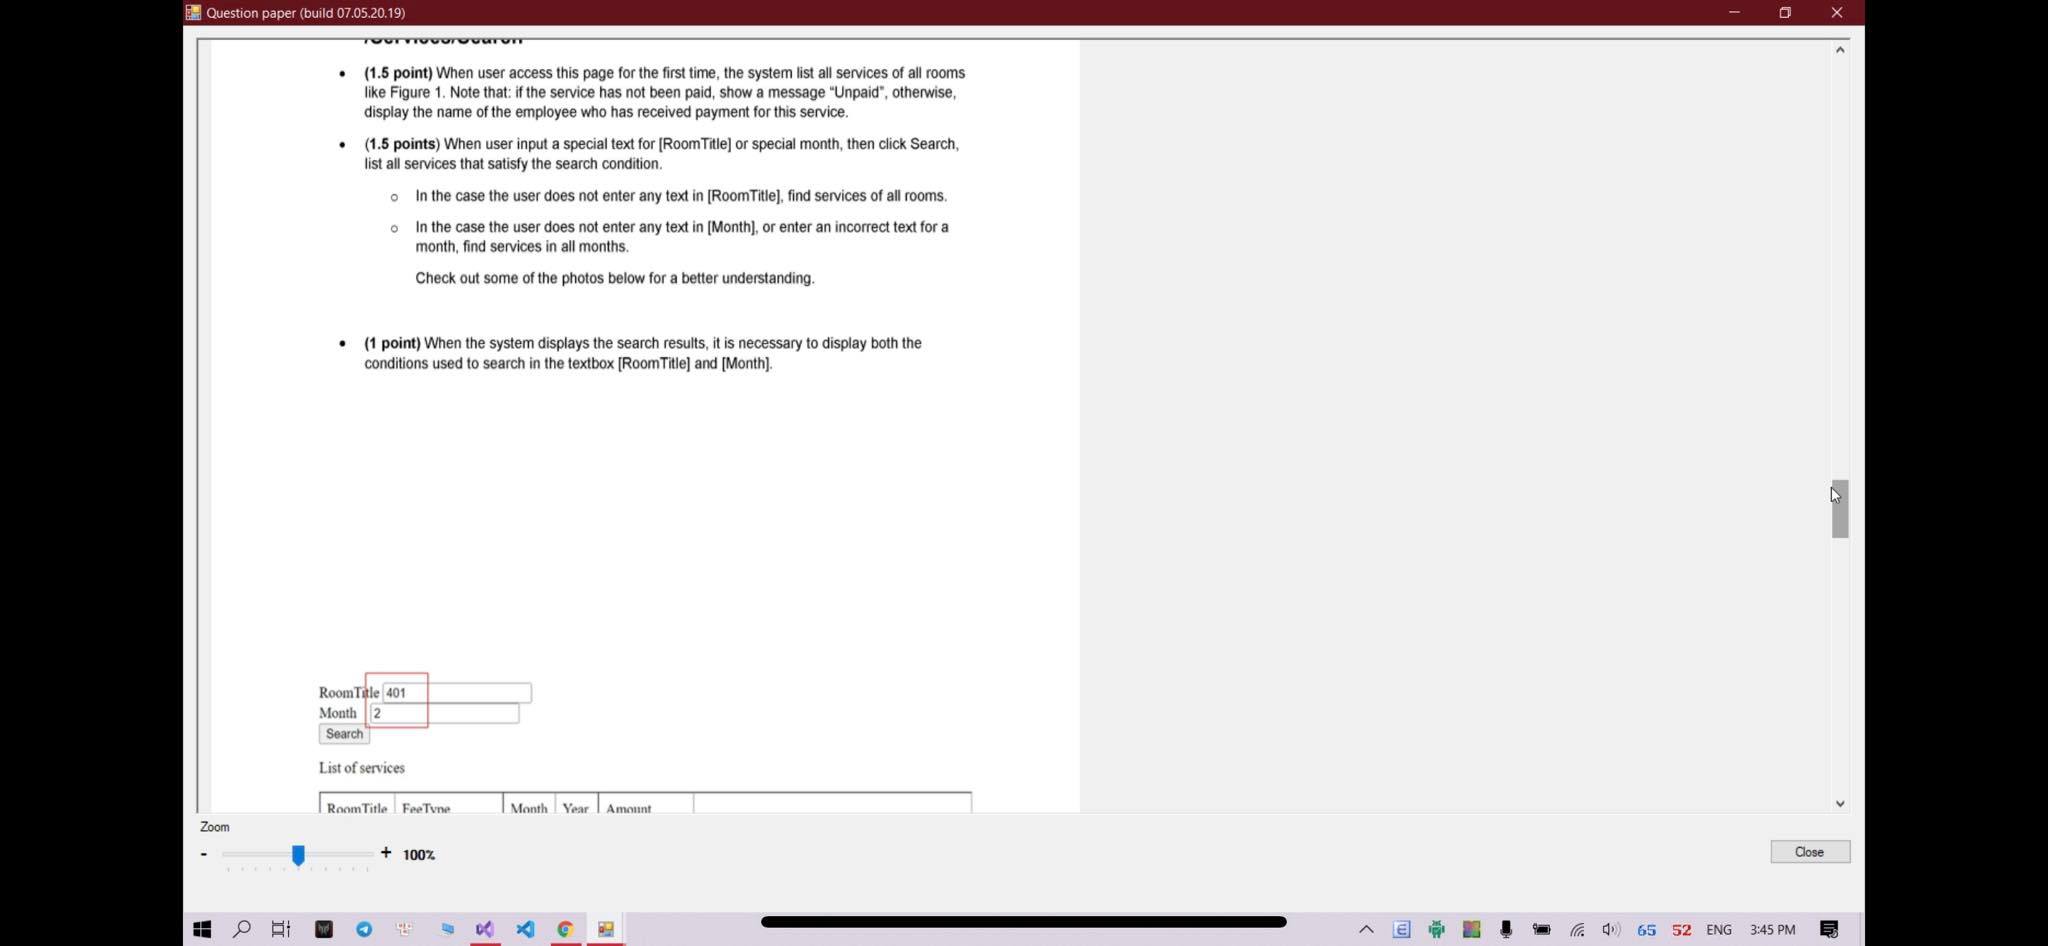 Question paper (build 07.05.20.19)
/Services/Search
• (1.5 point) When user access this page for the first time, the system list all services of all rooms
like Figure 1. Note that: if the service has not been paid, show a message “Unpaid”, otherwise,
display the name of the employee who has received payment for this service.
• (1.5 points) When user input a special text for [RoomTitle] or special month, then click Search,
list all services that satisfy the search condition.
o In the case the user does not enter any text in [RoomTitle], find services of all rooms.
o In the case the user does not enter any text in [Month], or enter an incorrect text for a
month, find services in all months.
Check out some of the photos below for a better understanding.
• (1 point) When the system displays the search results, it is necessary to display both the
conditions used to search in the textbox [RoomTitle] and [Month].
RoomTitle 401
Month 2
Search
List of services
RoomTitle FeeType Month Year Amount
Zoom
- + 100%
Close
65 52 ENG 3:45 PM